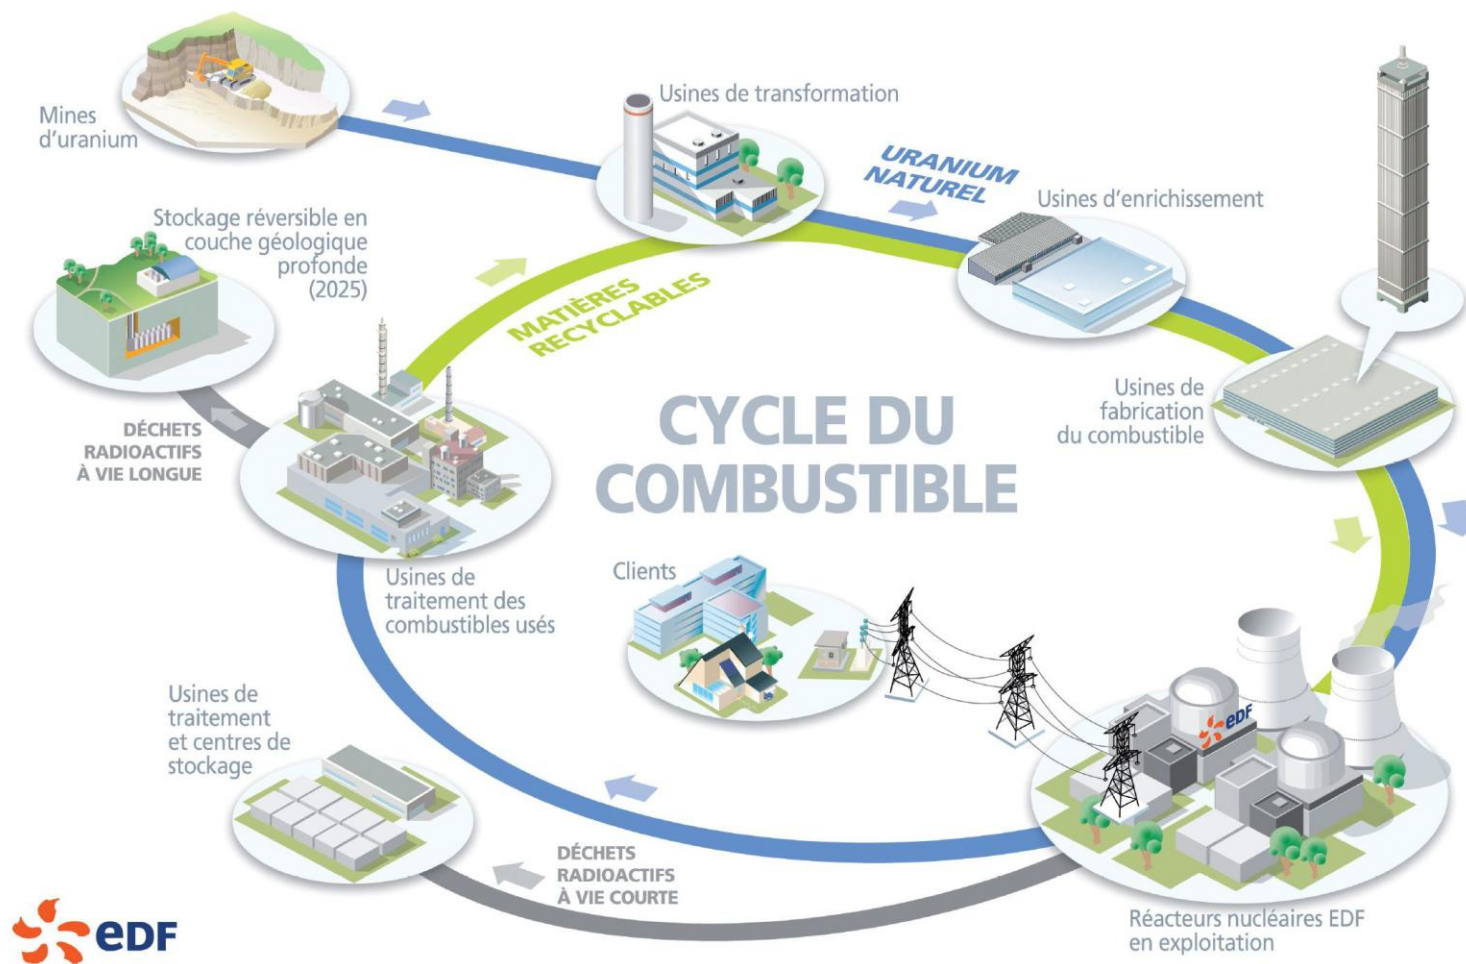 Mines
d'uranium
Usines de transformation
URANIUM
NATUREL
Usines d'enrichissement
Stockage réversible en
couche géologique
profonde
(2025)
MATIÈRES
RECYCLABLES
DÉCHETS
RADIOACTIFS
À VIE LONGUE
CYCLE DU
COMBUSTIBLE
Usines de
fabrication
du combustible
Usines de
traitement des
combustibles usés
Clients
Usines de
traitement
et centres de
stockage
eDF
DÉCHETS
RADIOACTIFS
À VIE COURTE
Réacteurs nucléaires EDF
en exploitation
eDF